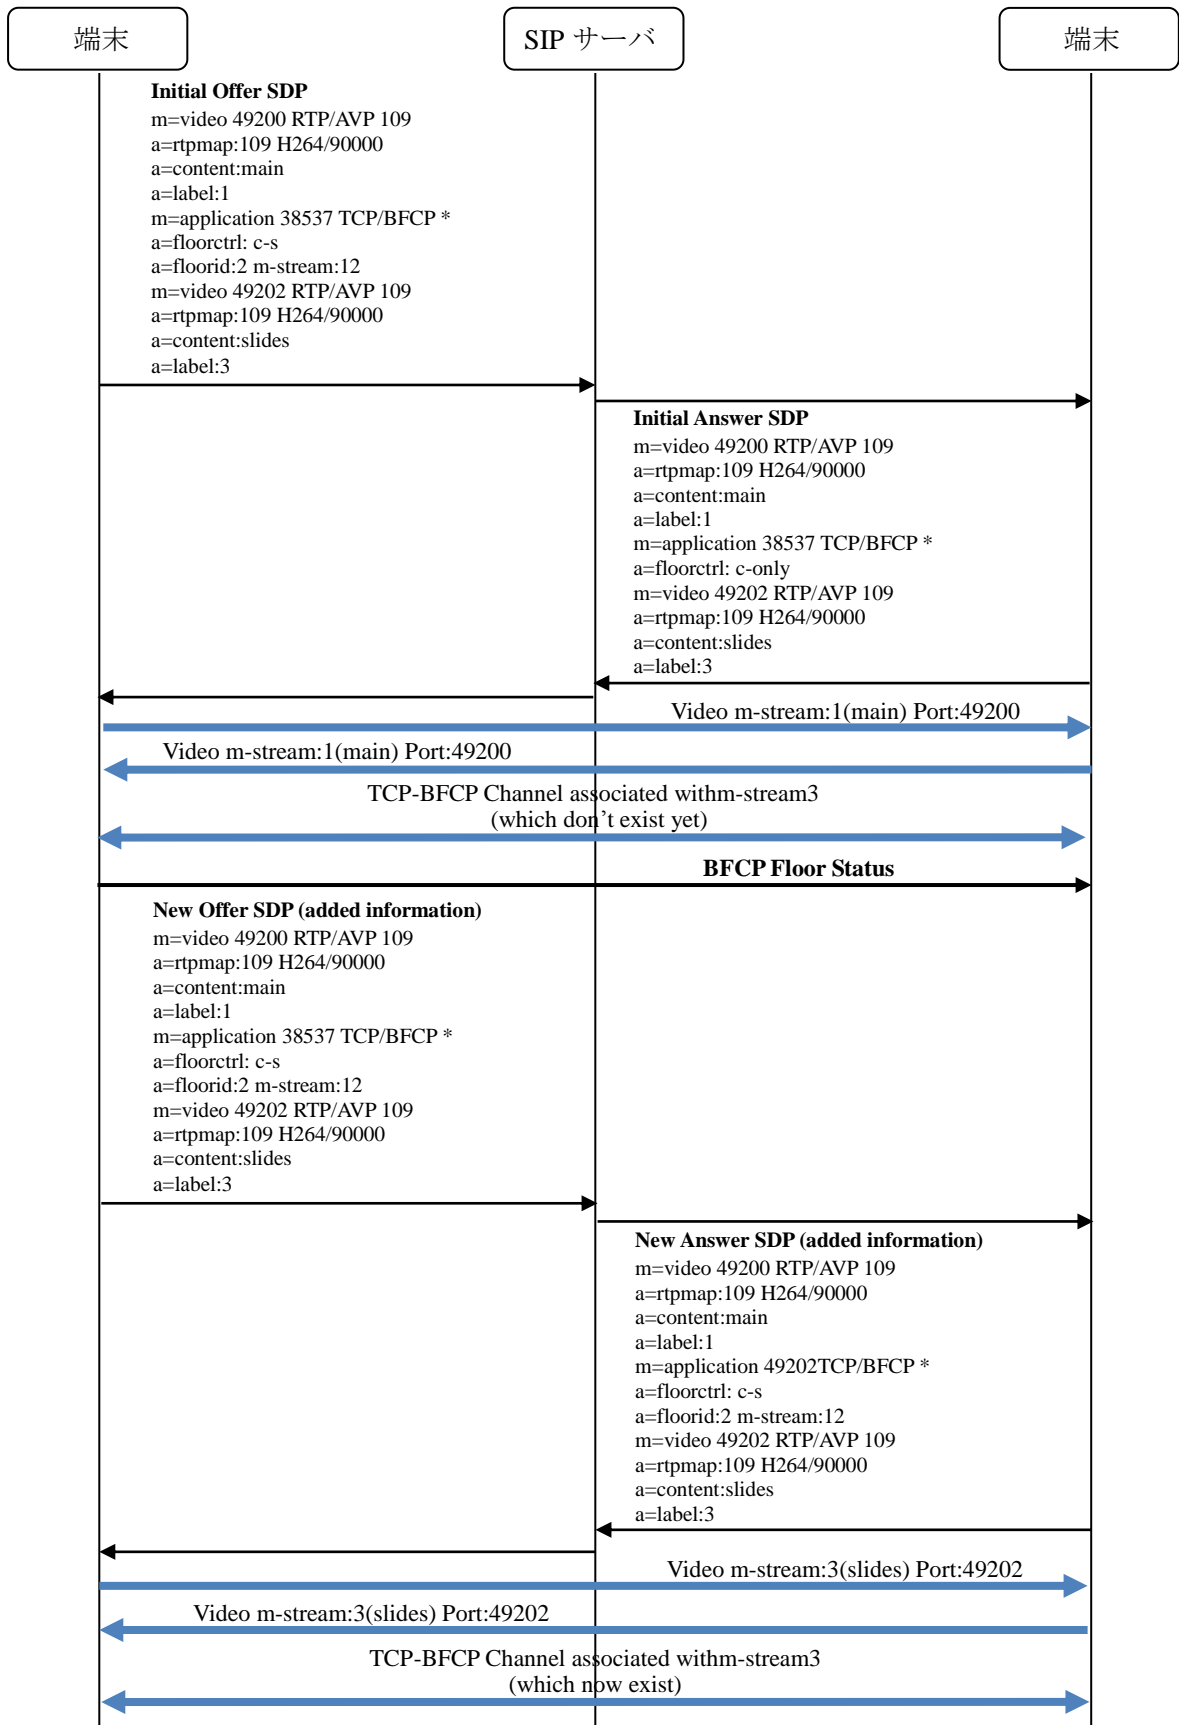 端末
SIP サーバ
端末
Initial Offer SDP
m=video 49200 RTP/AVP 109
a=rtpmap:109 H264/90000
a=content:main
a=label:1
m=application 38537 TCP/BFCP *
a=floorctrl: c-s
a=floorid:2 m-stream:12
m=video 49202 RTP/AVP 109
a=rtpmap:109 H264/90000
a=content:slides
a=label:3
Initial Answer SDP
m=video 49200 RTP/AVP 109
a=rtpmap:109 H264/90000
a=content:main
a=label:1
m=application 38537 TCP/BFCP *
a=floorctrl: c-only
m=video 49202 RTP/AVP 109
a=rtpmap:109 H264/90000
a=content:slides
a=label:3
Video m-stream:1(main) Port:49200
Video m-stream:1(main) Port:49200
TCP-BFCP Channel associated withm-stream3
(which don’t exist yet)
BFCP Floor Status
New Offer SDP (added information)
m=video 49200 RTP/AVP 109
a=rtpmap:109 H264/90000
a=content:main
a=label:1
m=application 38537 TCP/BFCP *
a=floorctrl: c-s
a=floorid:2 m-stream:12
m=video 49202 RTP/AVP 109
a=rtpmap:109 H264/90000
a=content:slides
a=label:3
New Answer SDP (added information)
m=video 49200 RTP/AVP 109
a=rtpmap:109 H264/90000
a=content:main
a=label:1
m=application 49202TCP/BFCP *
a=floorctrl: c-s
a=floorid:2 m-stream:12
m=video 49202 RTP/AVP 109
a=rtpmap:109 H264/90000
a=content:slides
a=label:3
Video m-stream:3(slides) Port:49202
Video m-stream:3(slides) Port:49202
TCP-BFCP Channel associated withm-stream3
(which now exist)